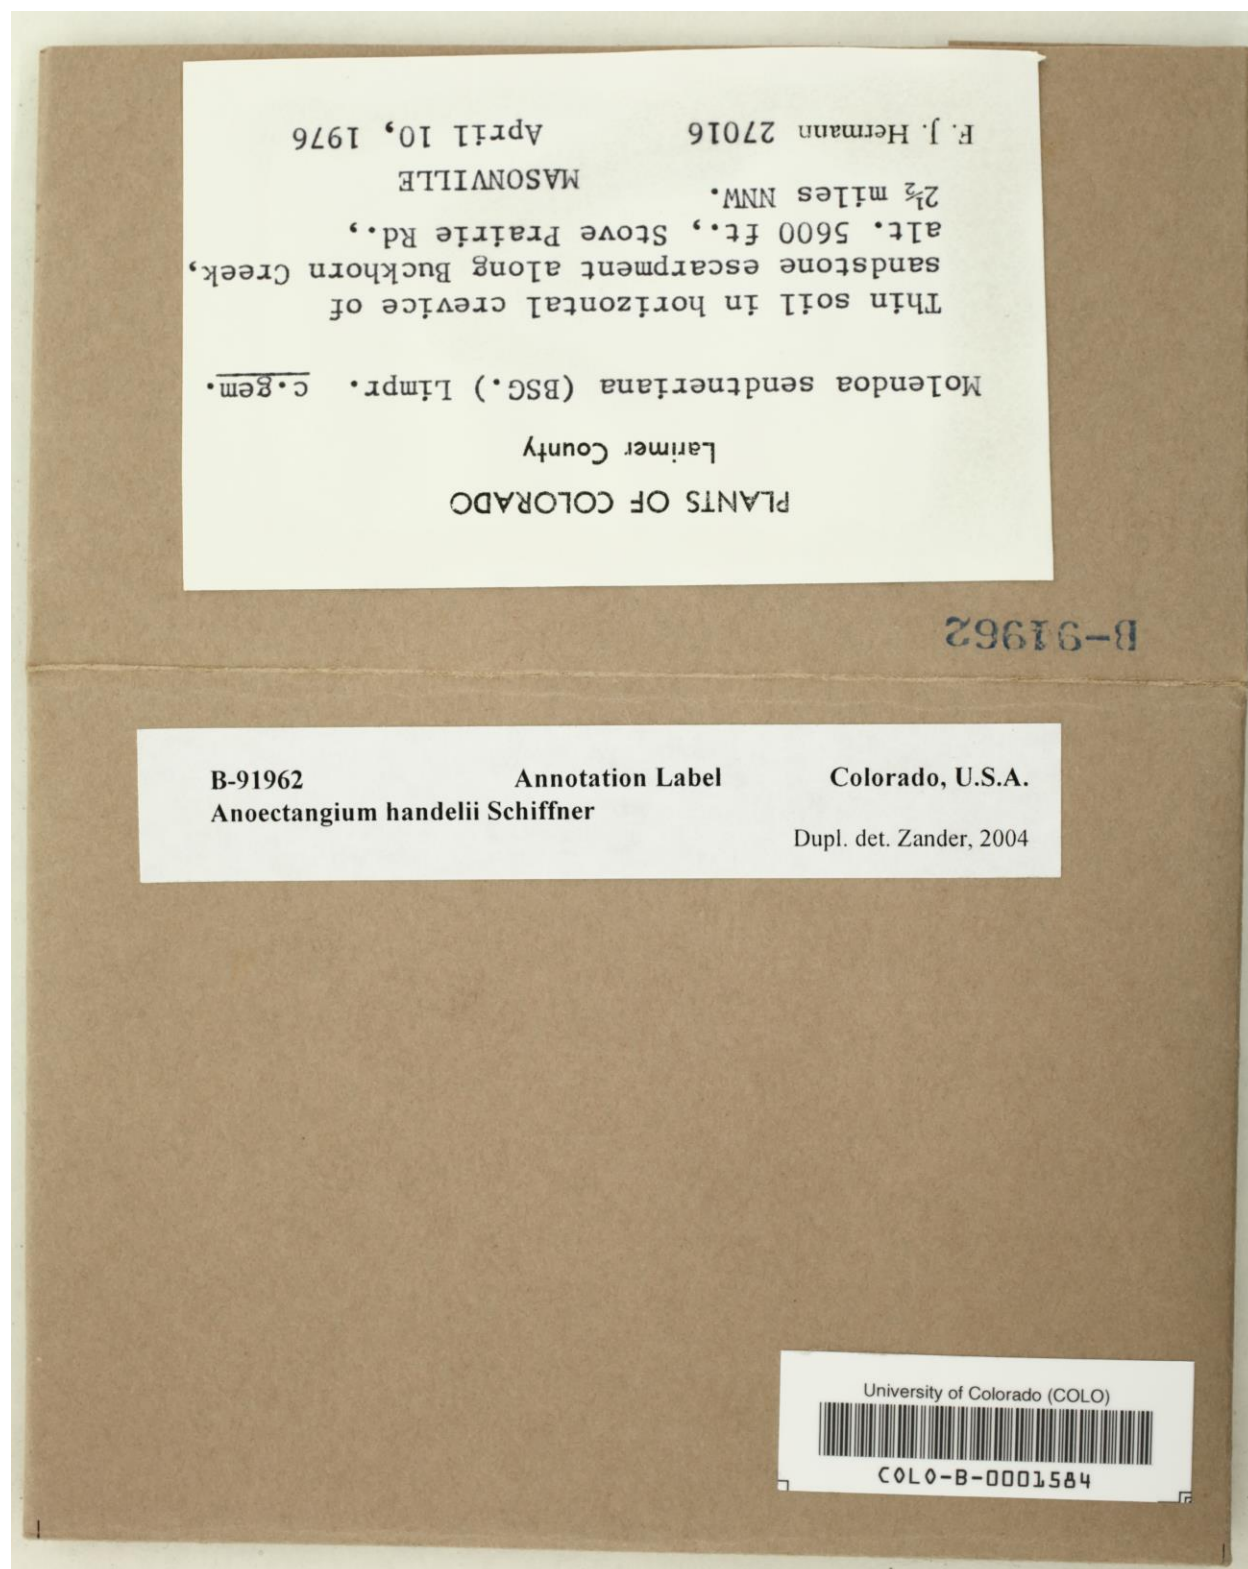 PLANTS OF COLORADO
Larimer County
Molendoa sendtneriana (BSG.) Limpr. c.gem.
Thin soil in horizontal crevice of
sandstone escarpment along Buckhorn Creek,
alt. 5600 ft., Stove Prairie Rd.,
2½ miles NNW.
MASONVILLE
F. J. Hermann 27016 April 10, 1976
B-91962
B-91962 Annotation Label Colorado, U.S.A.
Anoectangium handelii Schiffner
Dupl. det. Zander, 2004
University of Colorado (COLO)
COLO-B-0001584